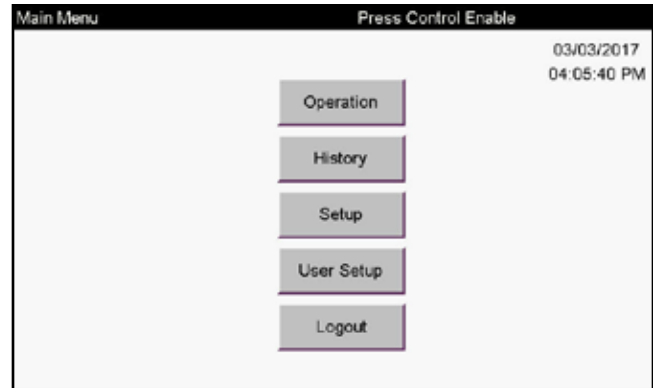 Main Menu Press Control Enable
03/03/2017
04:05:40 PM
Operation
History
Setup
User Setup
Logout